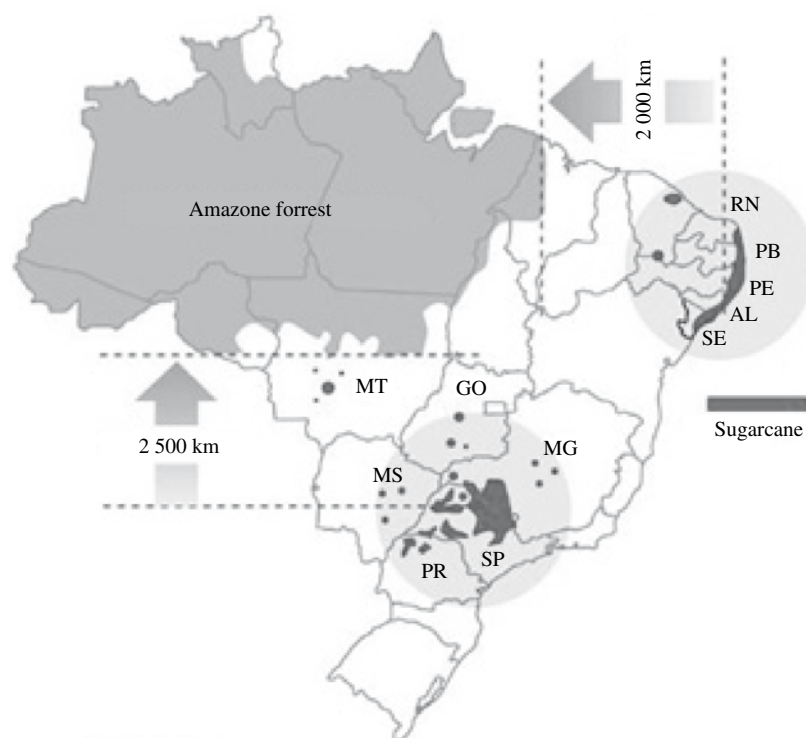 2 000 km
Amazone forrest
RN
PB
PE
AL
SE
MT
GO
Sugarcane
2 500 km
MG
MS
SP
PR